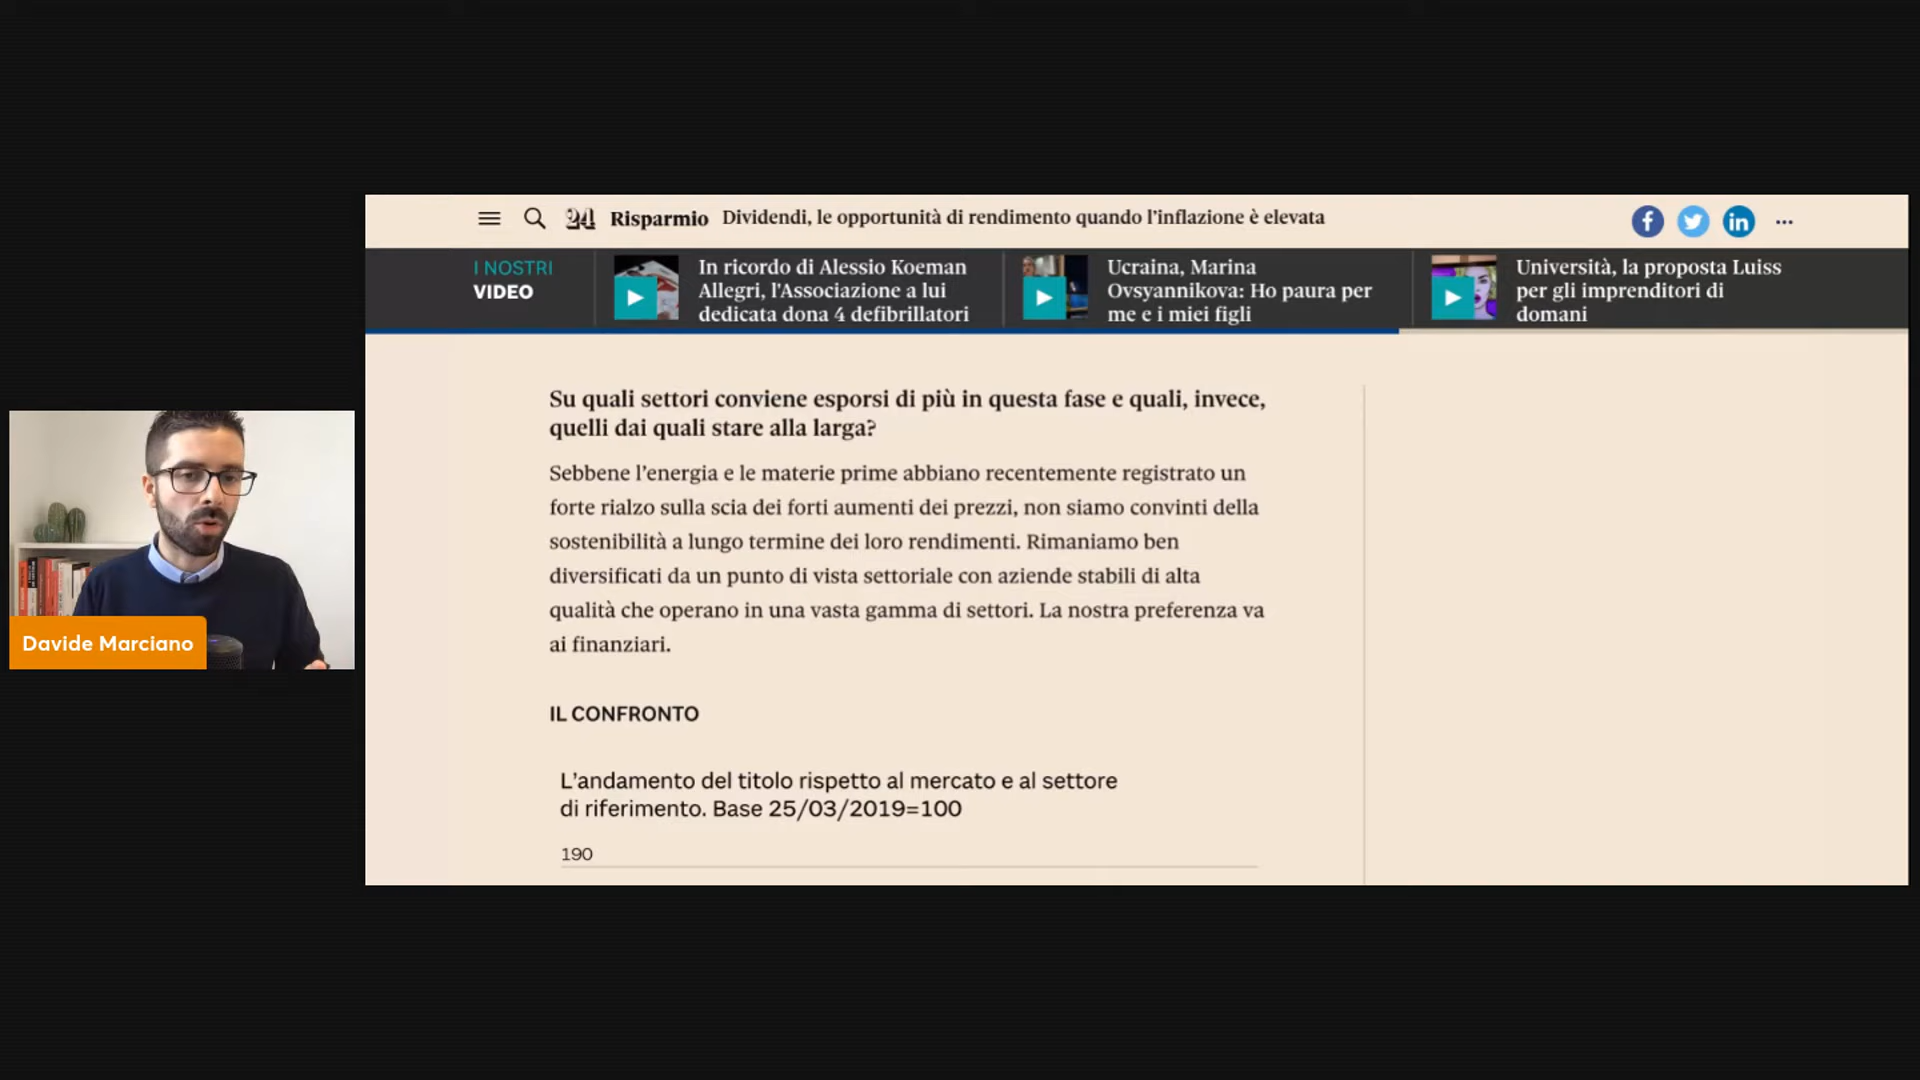 24 Risparmio Dividendi, le opportunità di rendimento quando l'inflazione è elevata
I NOSTRI
VIDEO
In ricordo di Alessio Koeman
Allegri, l'Associazione a lui
dedicata dona 4 defibrillatori
Ucraina, Marina
Ovsyannikova: Ho paura per
me e i miei figli
Università, la proposta Luiss
per gli imprenditori di
domani
Su quali settori conviene esporsi di più in questa fase e quali, invece,
quelli dai quali stare alla larga?
Sebbene l'energia e le materie prime abbiano recentemente registrato un
forte rialzo sulla scia dei forti aumenti dei prezzi, non siamo convinti della
sostenibilità a lungo termine dei loro rendimenti. Rimaniamo ben
diversificati da un punto di vista settoriale con aziende stabili di alta
qualità che operano in una vasta gamma di settori. La nostra preferenza va
ai finanziari.
IL CONFRONTO
L'andamento del titolo rispetto al mercato e al settore
di riferimento. Base 25/03/2019=100
190
Davide Marciano